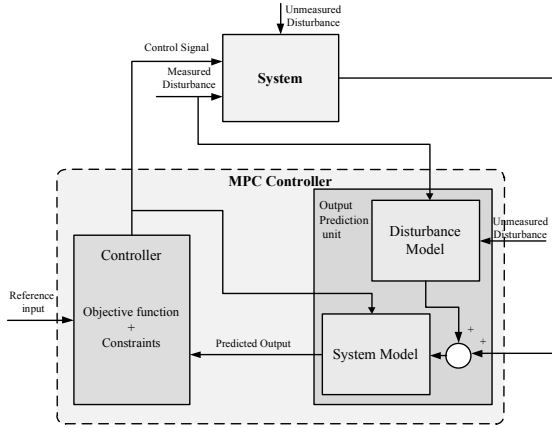 Unmeasured
Disturbance
Control Signal
System
Measured
Disturbance
MPC Controller
Output
Prediction
unit
Disturbance
Model
Unmeasured
Disturbance
Controller
Reference
input
Objective function
+
Constraints
Predicted Output
System Model
+
+